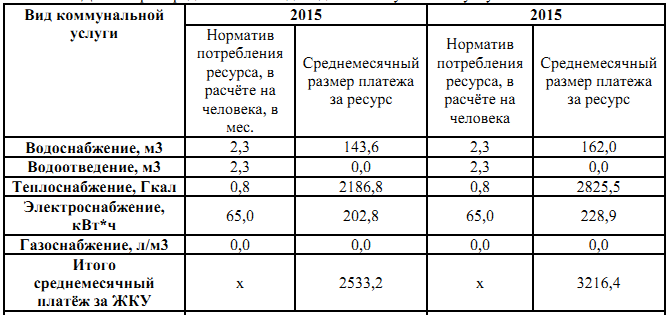 Вид коммунальной услуги
2015
2015
Норматив потребления ресурса, в расчёте на человека, в мес.
Среднемесячный размер платежа за ресурс
Норматив потребления ресурса, в расчёте на человека
Среднемесячный размер платежа за ресурс
Водоснабжение, м3 2,3 143,6 2,3 162,0
Водоотведение, м3 2,3 0,0 2,3 0,0
Теплоснабжение, Гкал 0,8 2186,8 0,8 2825,5
Электроснабжение, кВт*ч 65,0 202,8 65,0 228,9
Газоснабжение, л/м3 0,0 0,0 0,0 0,0
Итого среднемесячный платёж за ЖКУ х 2533,2 х 3216,4